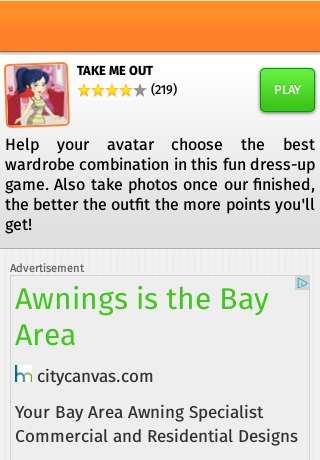 TAKE ME OUT
(219)
PLAY
Help your avatar choose the best
wardrobe combination in this fun dress-up
game. Also take photos once our finished,
the better the outfit the more points you'll
get!
Advertisement
Awnings is the Bay
Area
citycanvas.com
Your Bay Area Awning Specialist
Commercial and Residential Designs